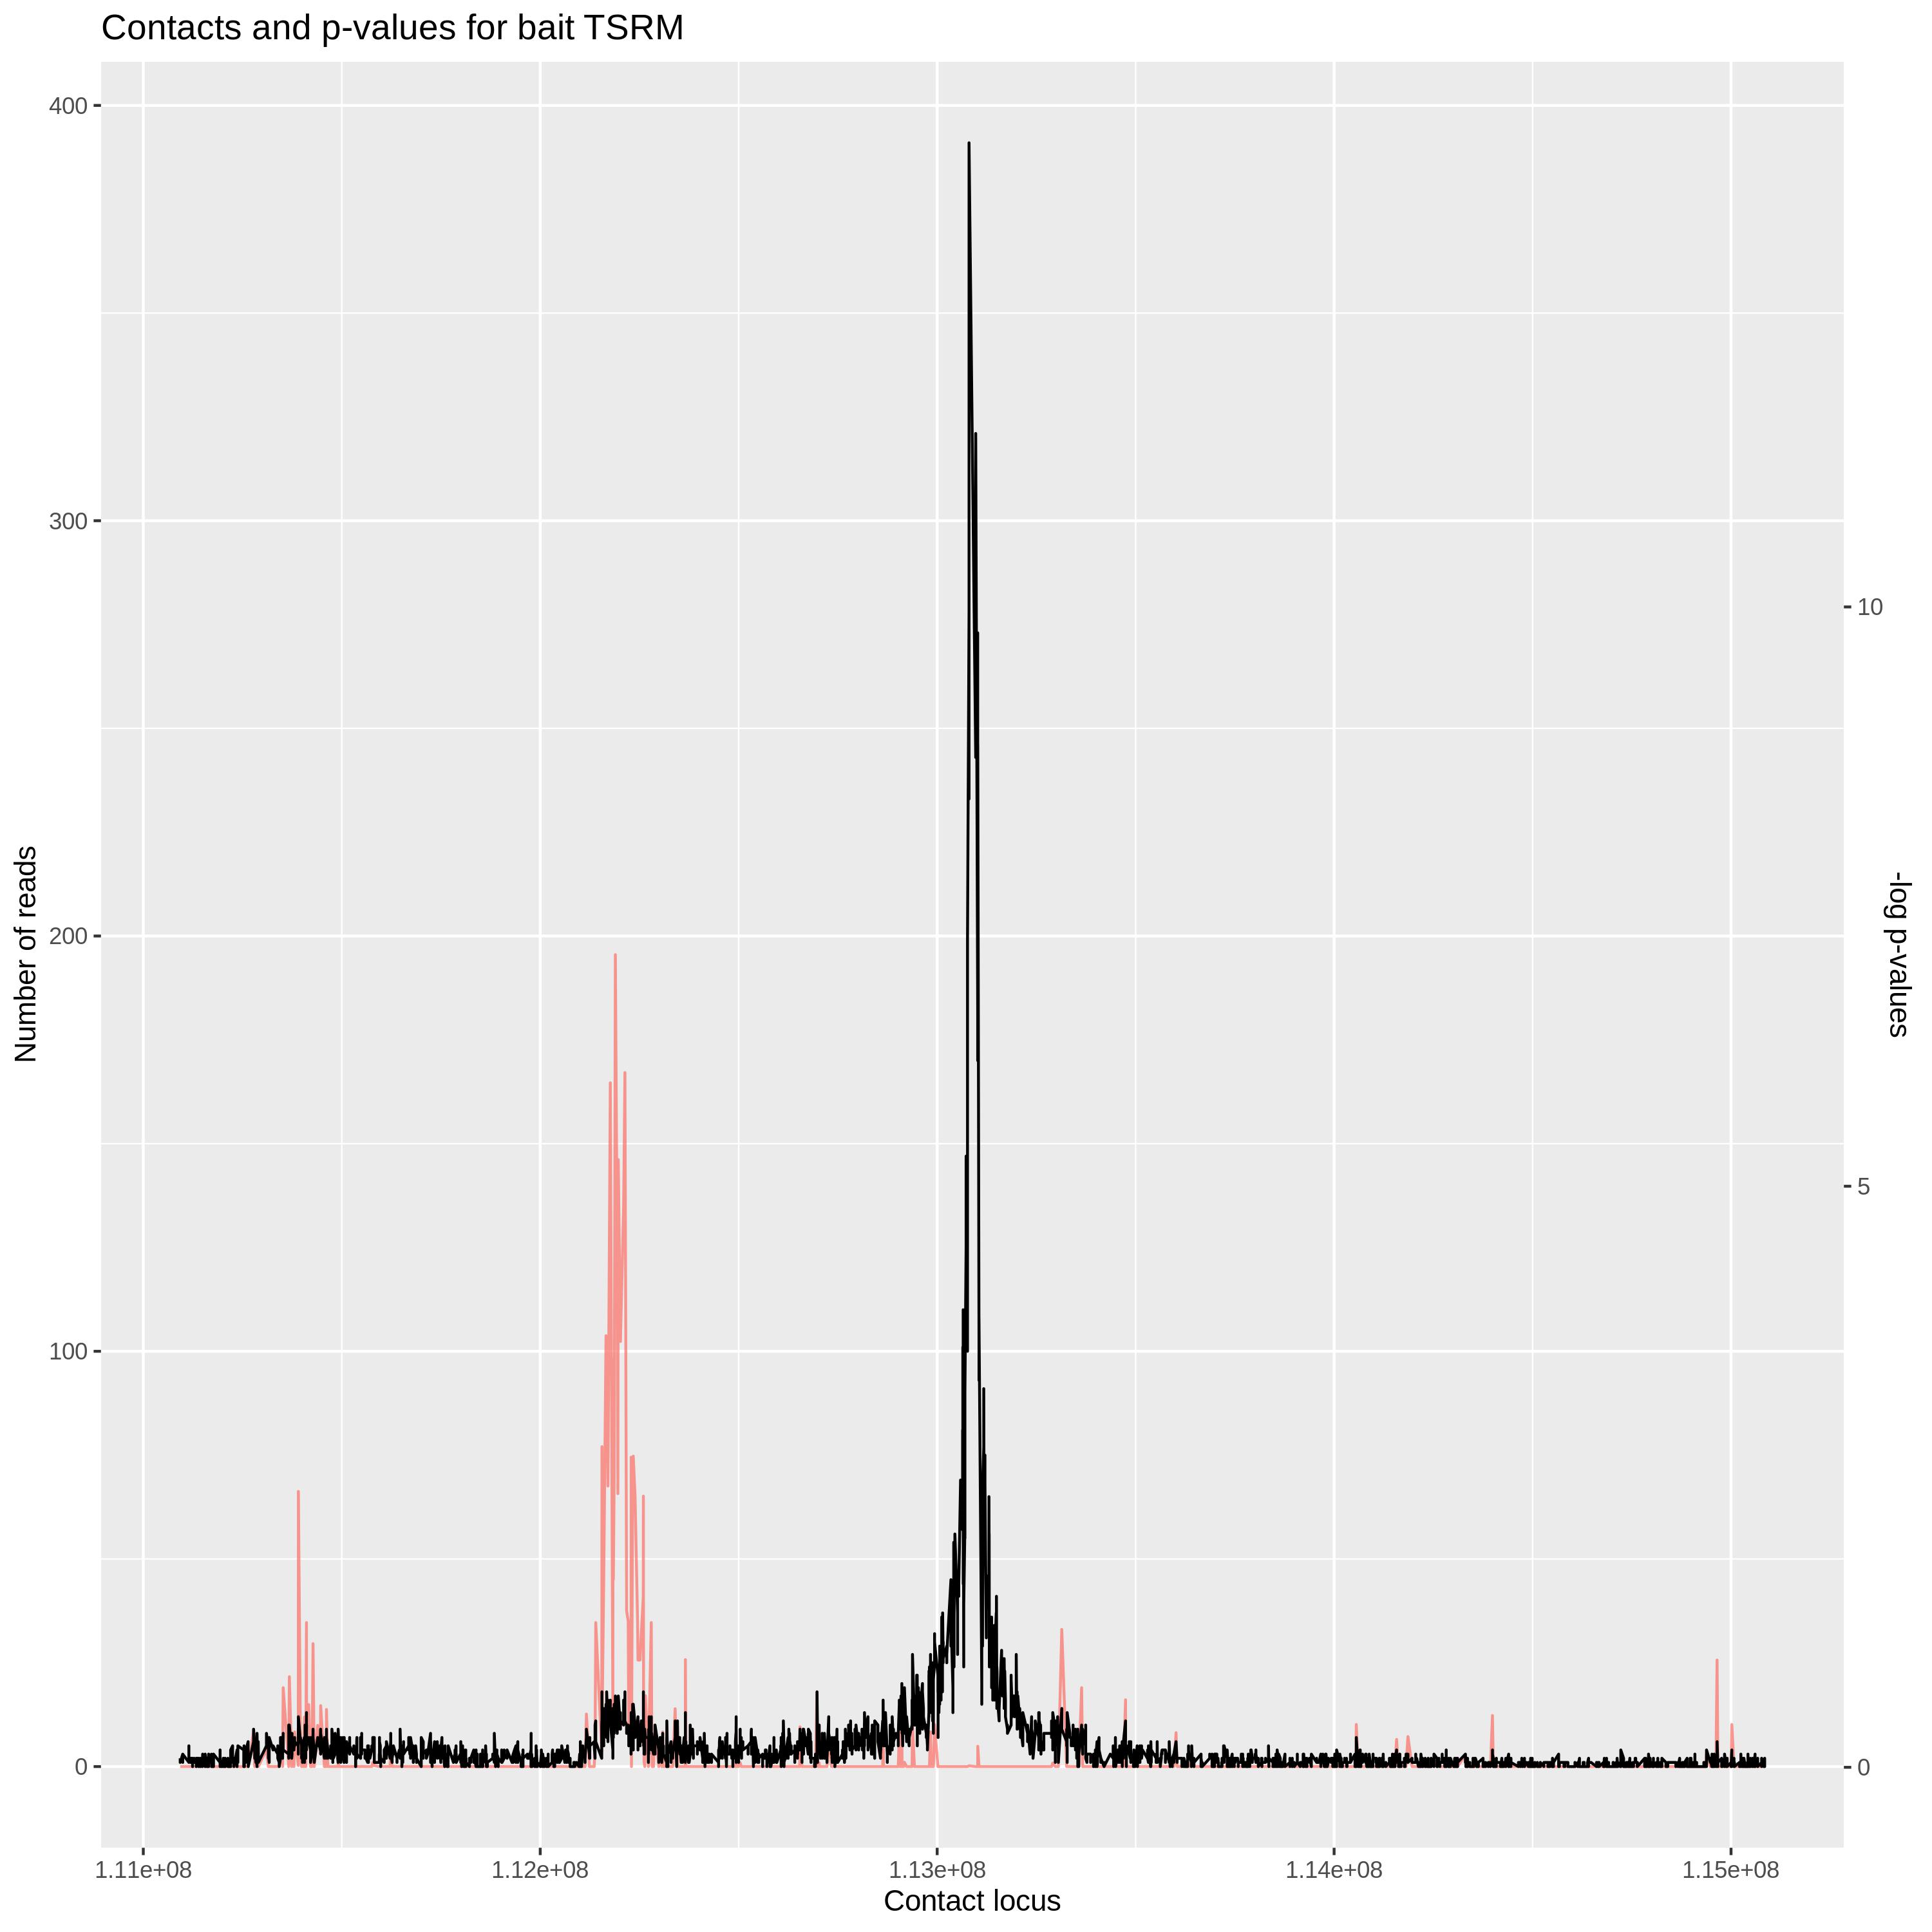 Contacts and p-values for bait TSRM
400
300
200
100
0
Number of reads
10
5
0
-log p-values
1.11e+08
1.12e+08
1.13e+08
1.14e+08
1.15e+08
Contact locus